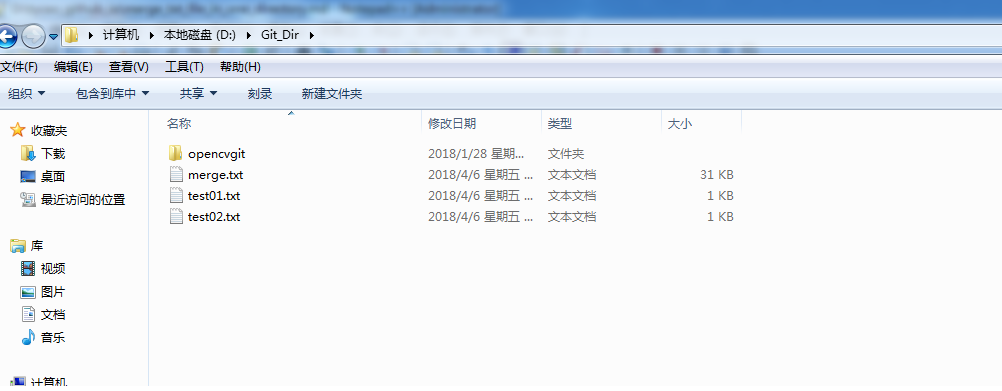 计算机 本地磁盘 (D:) Git_Dir
文件(F) 编辑(E) 查看(V) 工具(T) 帮助(H)
组织 包含到库中 共享 刻录 新建文件夹
收藏夹
下载
桌面
最近访问的位置
库
视频
图片
文档
音乐
计算机
名称 修改日期 类型 大小
opencvgit 2018/1/28 星期... 文件夹
merge.txt 2018/4/6 星期五 ... 文本文档 31 KB
test01.txt 2018/4/6 星期五 ... 文本文档 1 KB
test02.txt 2018/4/6 星期五 ... 文本文档 1 KB